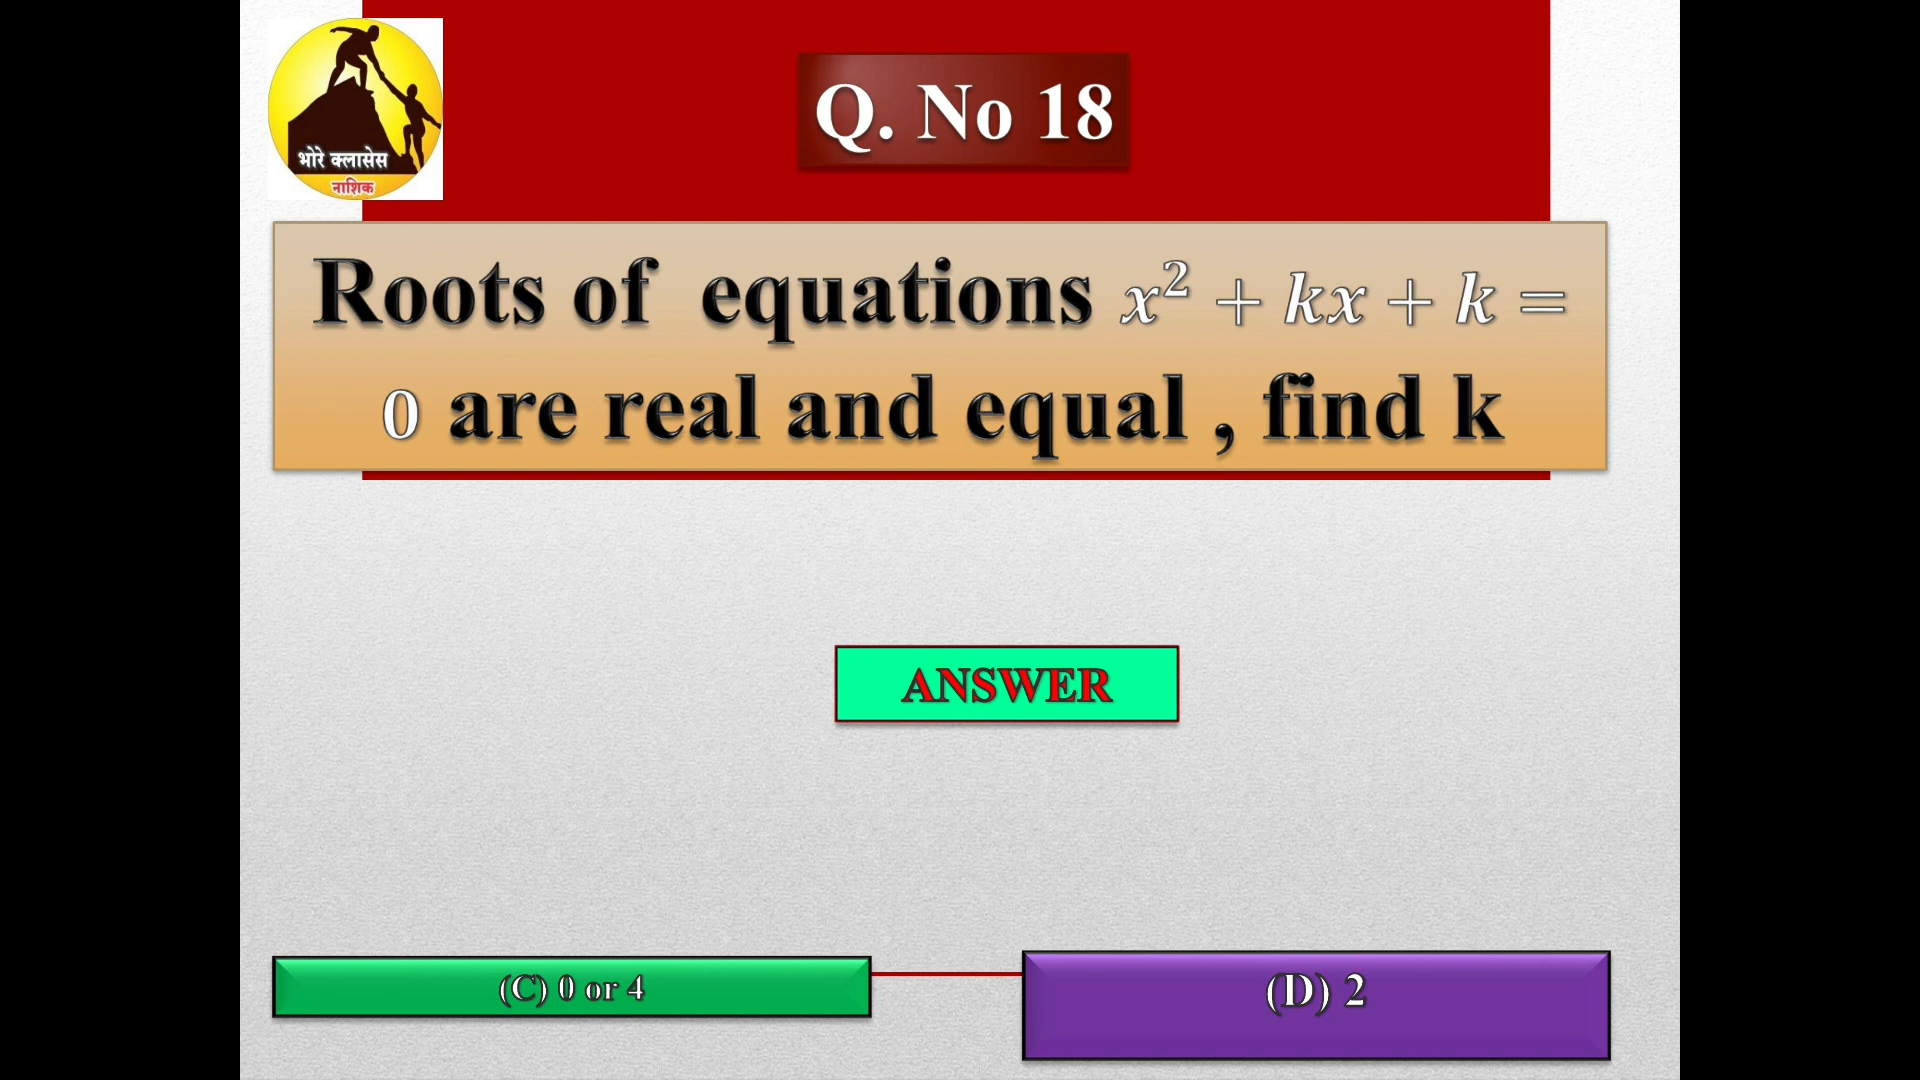 भोरे क्लासेस
नाशिक
Q. No 18
Roots of equations x² + kx + k =
0 are real and equal , find k
ANSWER
(C) 0 or 4
(D) 2